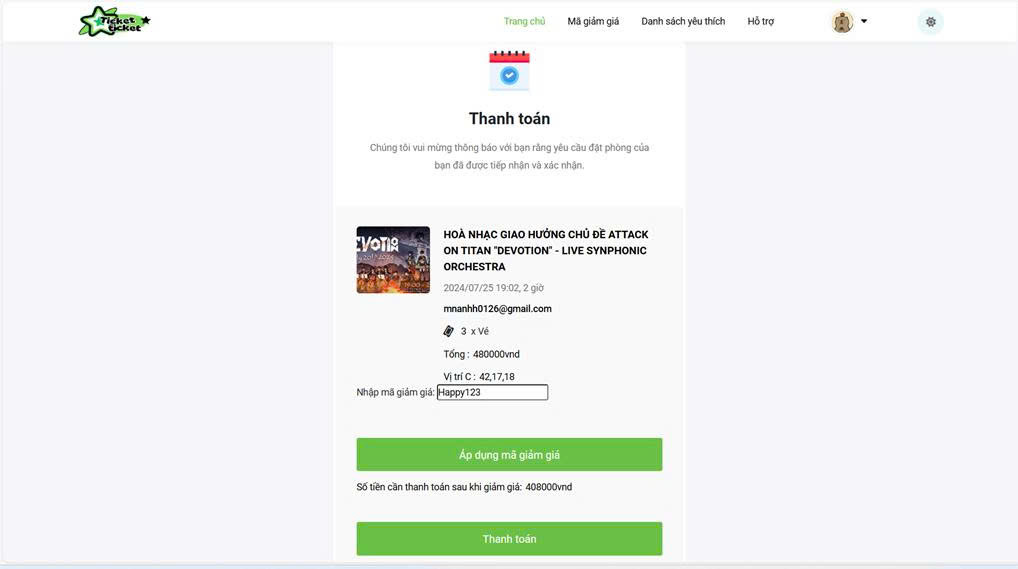 Ticket
ticket
Trang chủ
Mã giảm giá
Danh sách yêu thích
Hỗ trợ
Thanh toán
Chúng tôi vui mừng thông báo với bạn rằng yêu cầu đặt phòng của
bạn đã được tiếp nhận và xác nhận.
HOÀ NHẠC GIAO HƯỞNG CHỦ ĐỀ ATTACK
ON TITAN "DEVOTION" - LIVE SYNPHONIC
ORCHESTRA
2024/07/25 19:02, 2 giờ
mnanhh0126@gmail.com
3 x Vé
Tổng : 480000vnd
Vị trí C : 42,17,18
Nhập mã giảm giá: Happy123
Áp dụng mã giảm giá
Số tiền cần thanh toán sau khi giảm giá: 408000vnd
Thanh toán